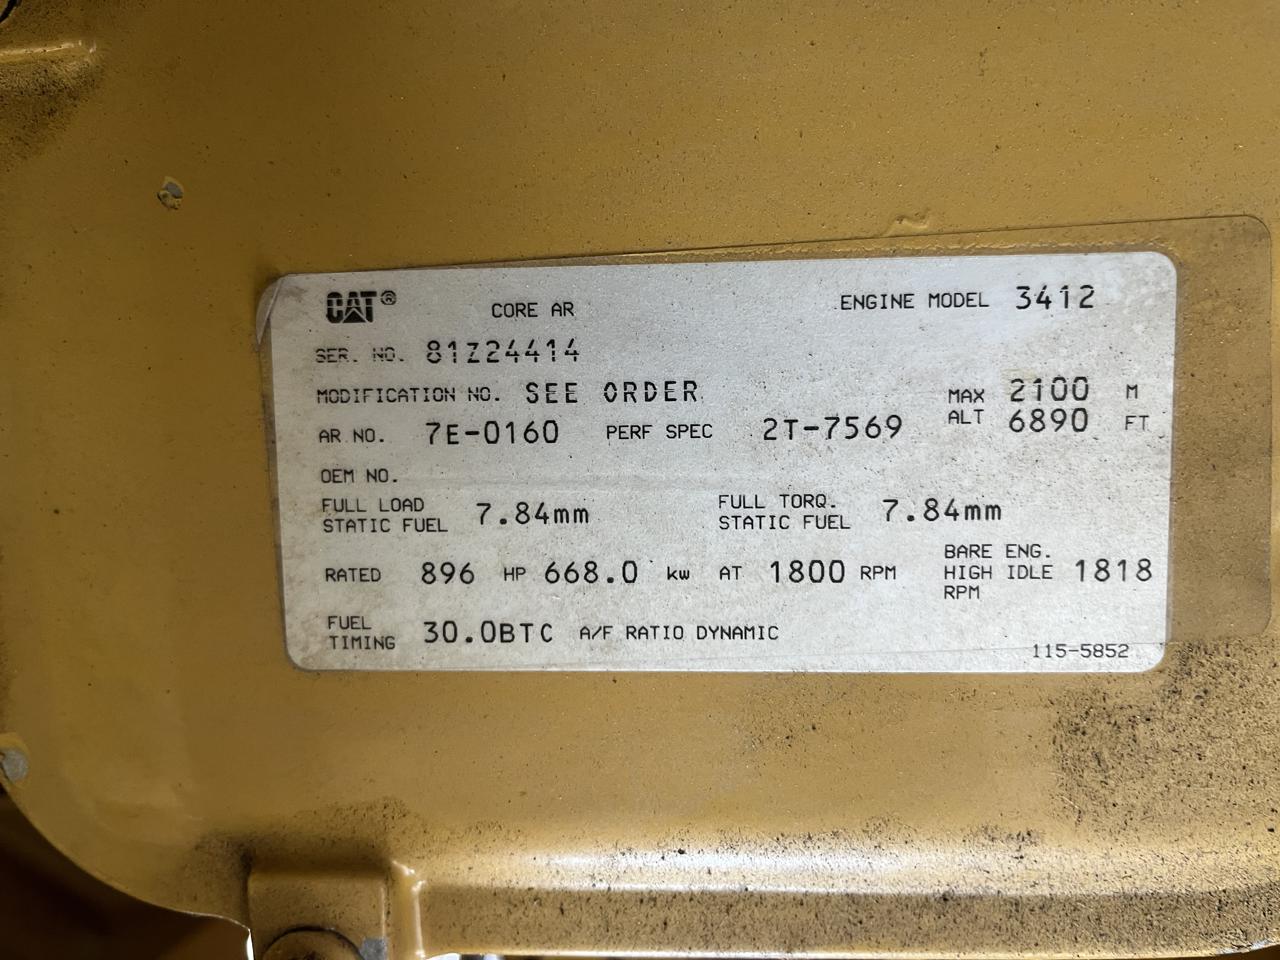 CAT® CORE AR ENGINE MODEL 3412
SER. NO. 81Z24414
MODIFICATION NO. SEE ORDER MAX ALT 2100 M 6890 FT
AR NO. 7E-0160 PERF SPEC 2T-7569
OEM NO.
FULL LOAD STATIC FUEL 7.84mm FULL TORQ. STATIC FUEL 7.84mm
RATED 896 HP 668.0 kw AT 1800 RPM BARE ENG. HIGH IDLE RPM 1818
FUEL TIMING 30.0BTC A/F RATIO DYNAMIC
115-5852